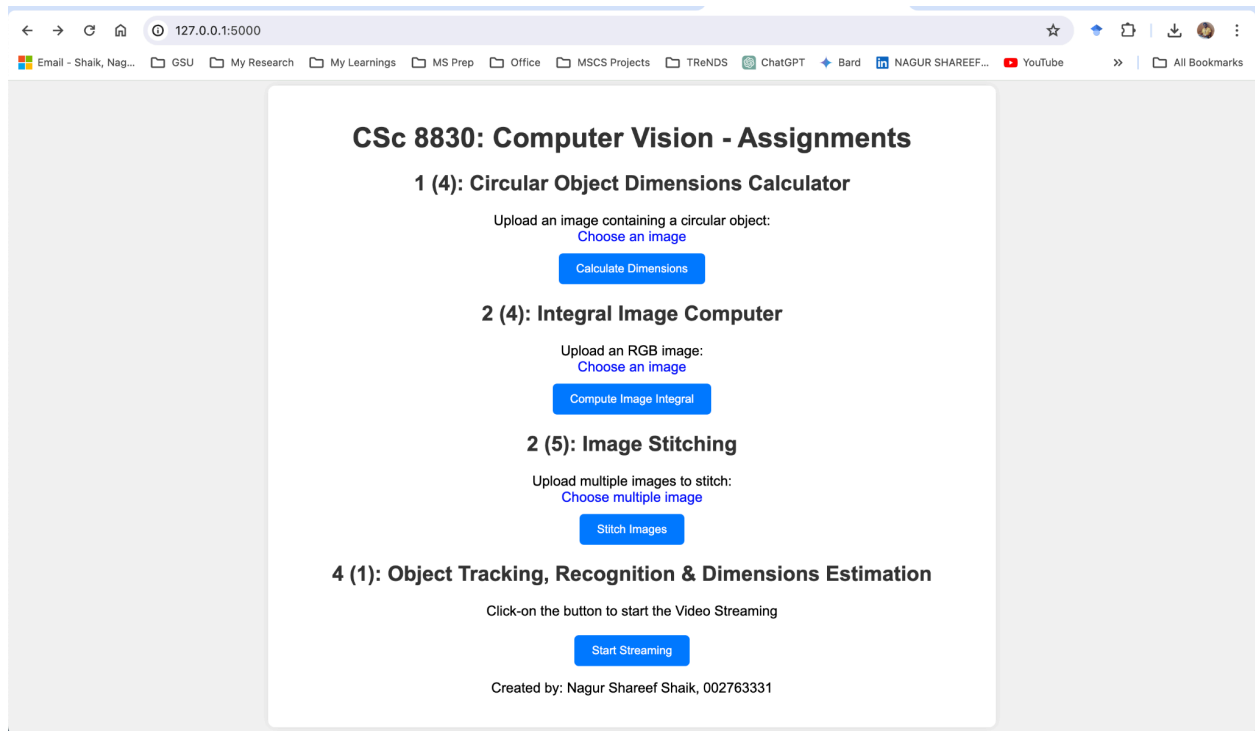 127.0.0.1:5000
Email - Shaik, Nag... GSU My Research My Learnings MS Prep Office MSCS Projects TReNDS ChatGPT Bard NAGUR SHAREEF... YouTube » All Bookmarks
CSc 8830: Computer Vision - Assignments
1 (4): Circular Object Dimensions Calculator
Upload an image containing a circular object:
Choose an image
Calculate Dimensions
2 (4): Integral Image Computer
Upload an RGB image:
Choose an image
Compute Image Integral
2 (5): Image Stitching
Upload multiple images to stitch:
Choose multiple image
Stitch Images
4 (1): Object Tracking, Recognition & Dimensions Estimation
Click-on the button to start the Video Streaming
Start Streaming
Created by: Nagur Shareef Shaik, 002763331